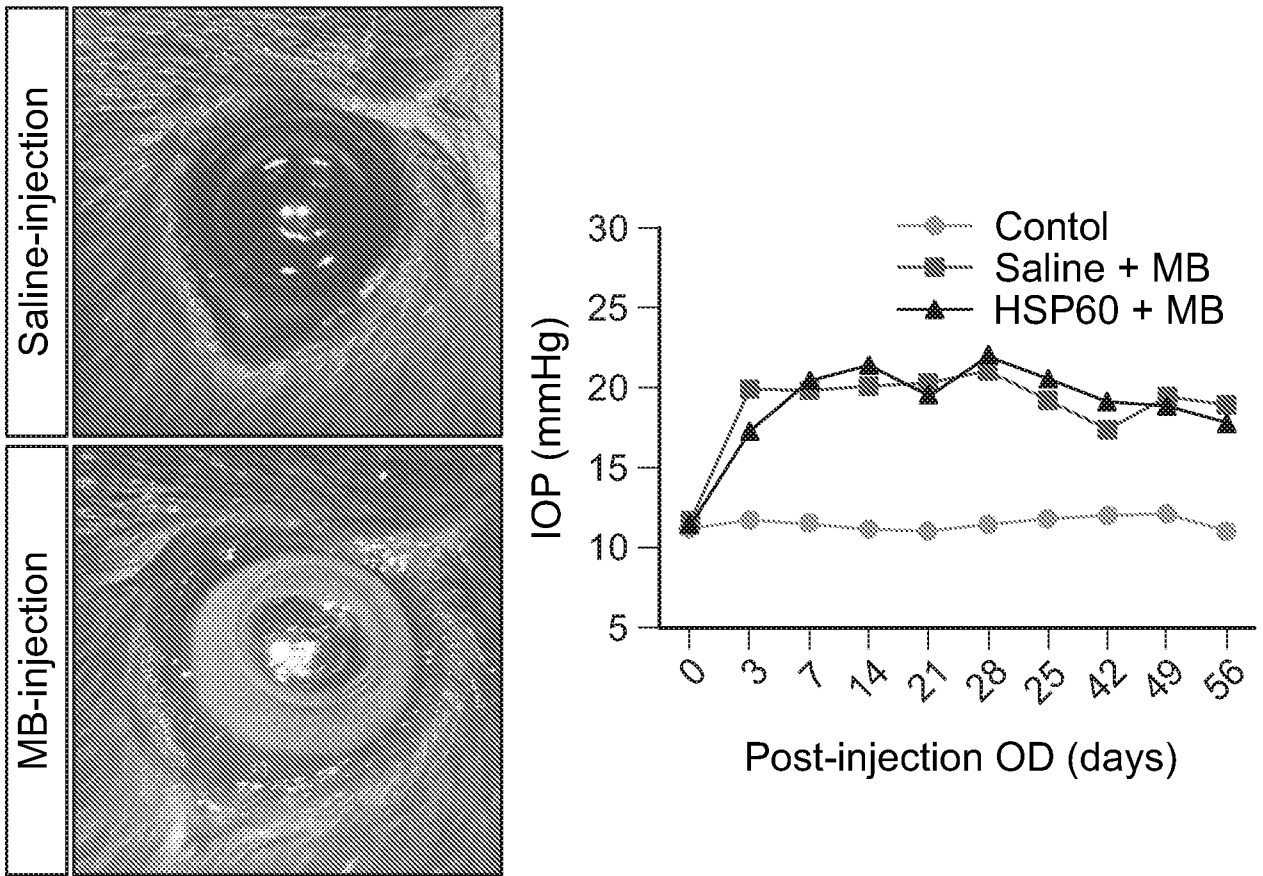 Saline-injection
MB-injection
Contol
Saline + MB
HSP60 + MB
IOP (mmHg)
30
25
20
15
10
5
0 3 7 14 21 28 25 42 49 56
Post-injection OD (days)